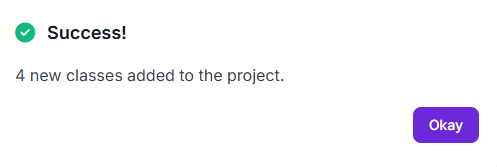 Success!
4 new classes added to the project.
Okay